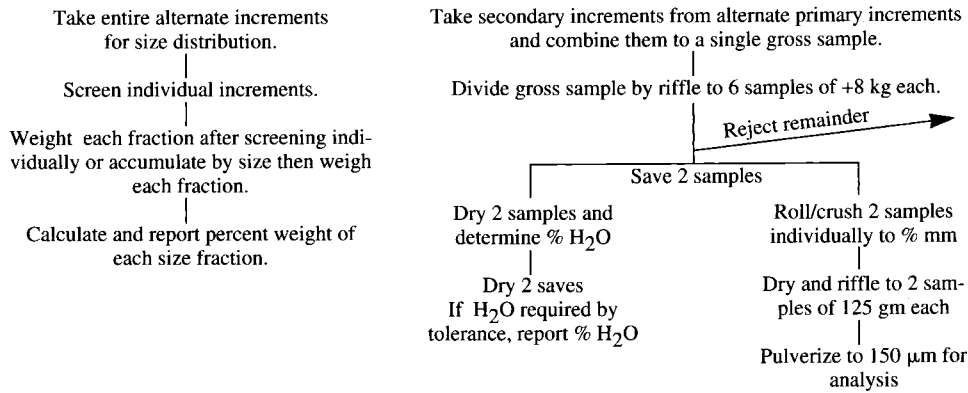 Take entire alternate increments
for size distribution.
Screen individual increments.
Weight each fraction after screening indi-
vidually or accumulate by size then weigh
each fraction.
Calculate and report percent weight of
each size fraction.
Take secondary increments from alternate primary increments
and combine them to a single gross sample.
Divide gross sample by riffle to 6 samples of +8 kg each.
Reject remainder
Save 2 samples
Dry 2 samples and
determine % H₂O
Dry 2 saves
If H₂O required by
tolerance, report % H₂O
Roll/crush 2 samples
individually to % mm
Dry and riffle to 2 sam-
ples of 125 gm each
Pulverize to 150 μm for
analysis